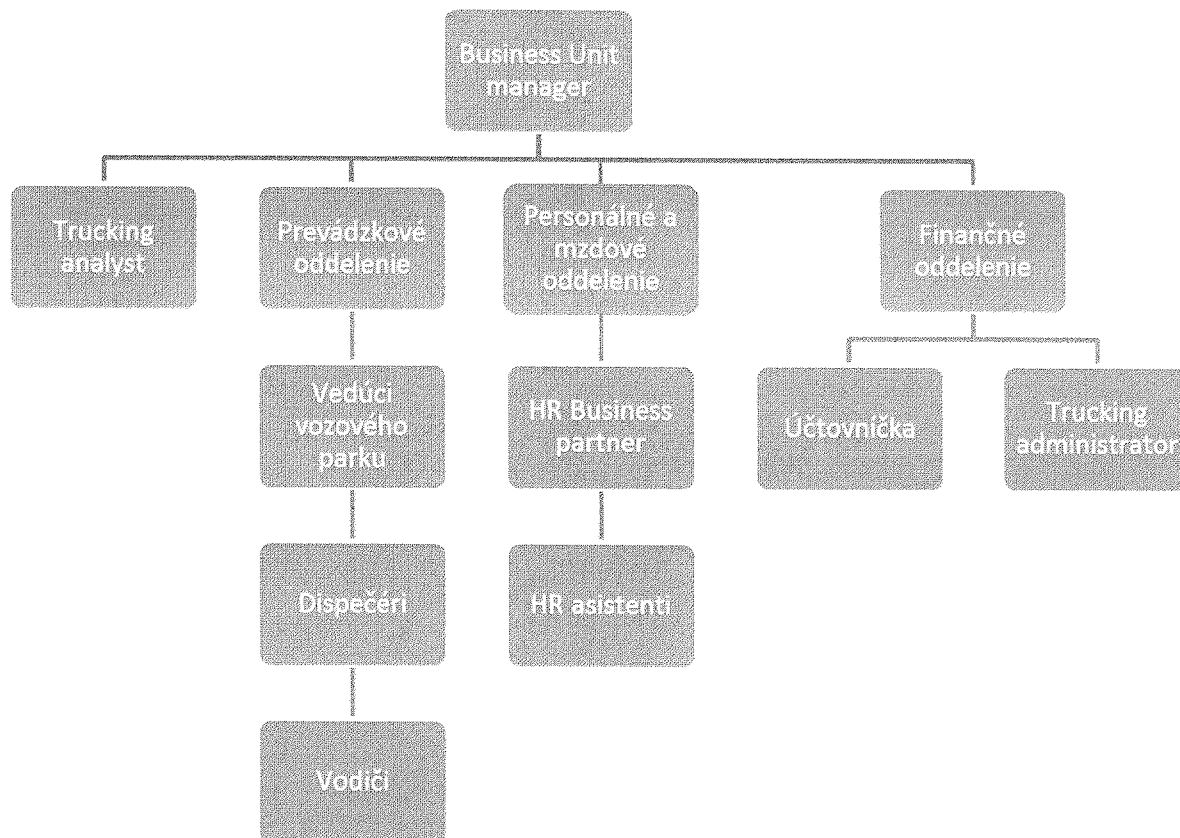 Business Unit
manager
Trucking
analyst
Prevádzkové
oddelenie
Personálné a
mzdové
oddelenie
Finančné
oddelenie
Vedúci
vozového
parku
HR Business
partner
Účtovníčka
Trucking
administrator
Dispečéri
HR asistenti
Vodiči